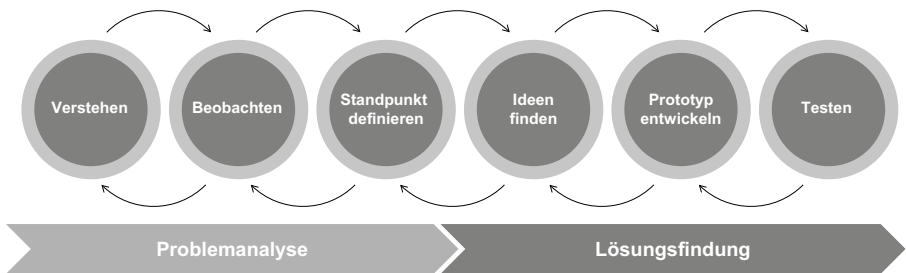 Verstehen
Beobachten
Standpunkt
definieren
Ideen
finden
Prototyp
entwickeln
Testen
Problemanalyse
Lösungsfindung